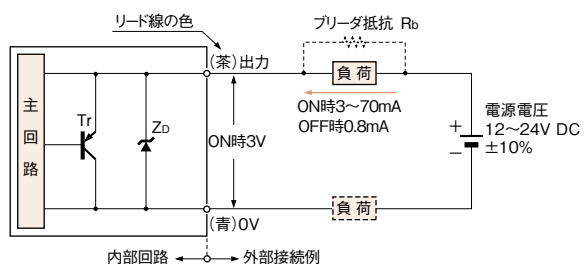 リード線の色
ブリーダ抵抗 Rb
(茶)出力
負荷
主回路
Tr
ZD
ON時3V
ON時3〜70mA
OFF時0.8mA
電源電圧
12〜24V DC
±10%
+
−
(青)0V
負荷
内部回路
外部接続例